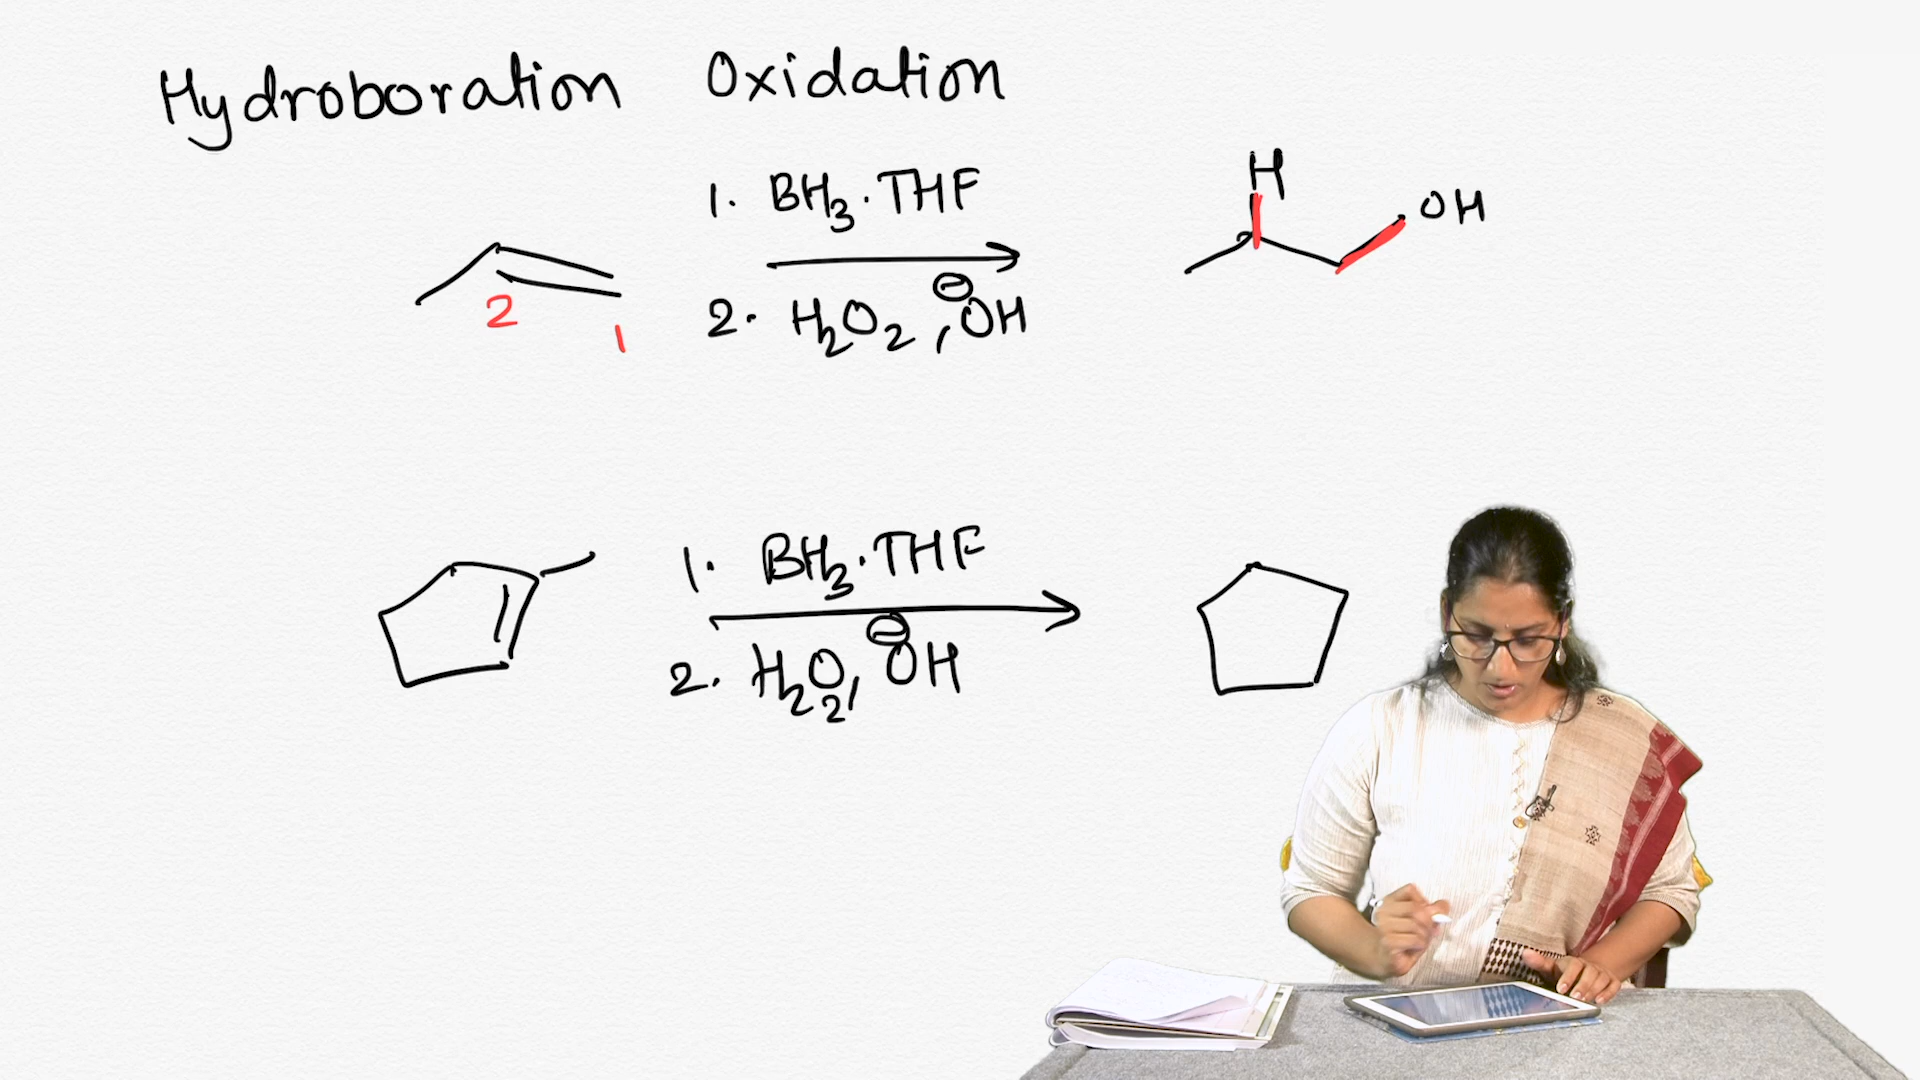 Hydroboration Oxidation
1. BH3·THF
2. H2O2, ⊖OH
2
1
H
OH
1. BH3·THF
2. H2O2, ⊖OH